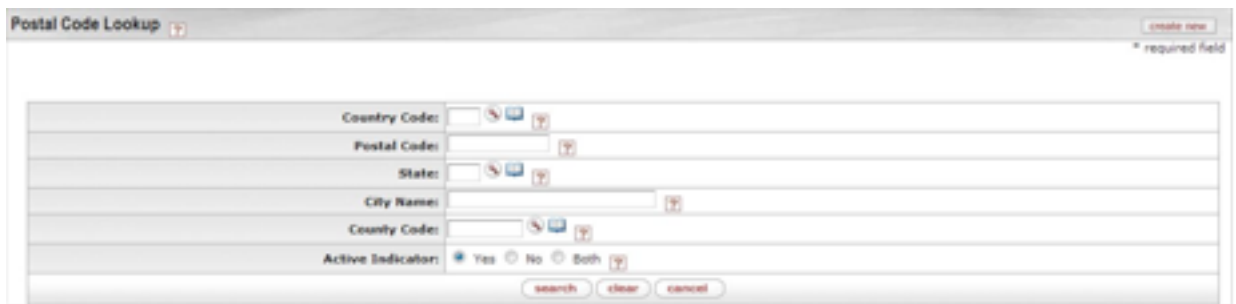 Postal Code Lookup ?
create new
* required field
Country Code: ?
Postal Code: ?
State: ?
City Name: ?
County Code: ?
Active Indicator: Yes No Both ?
search clear cancel